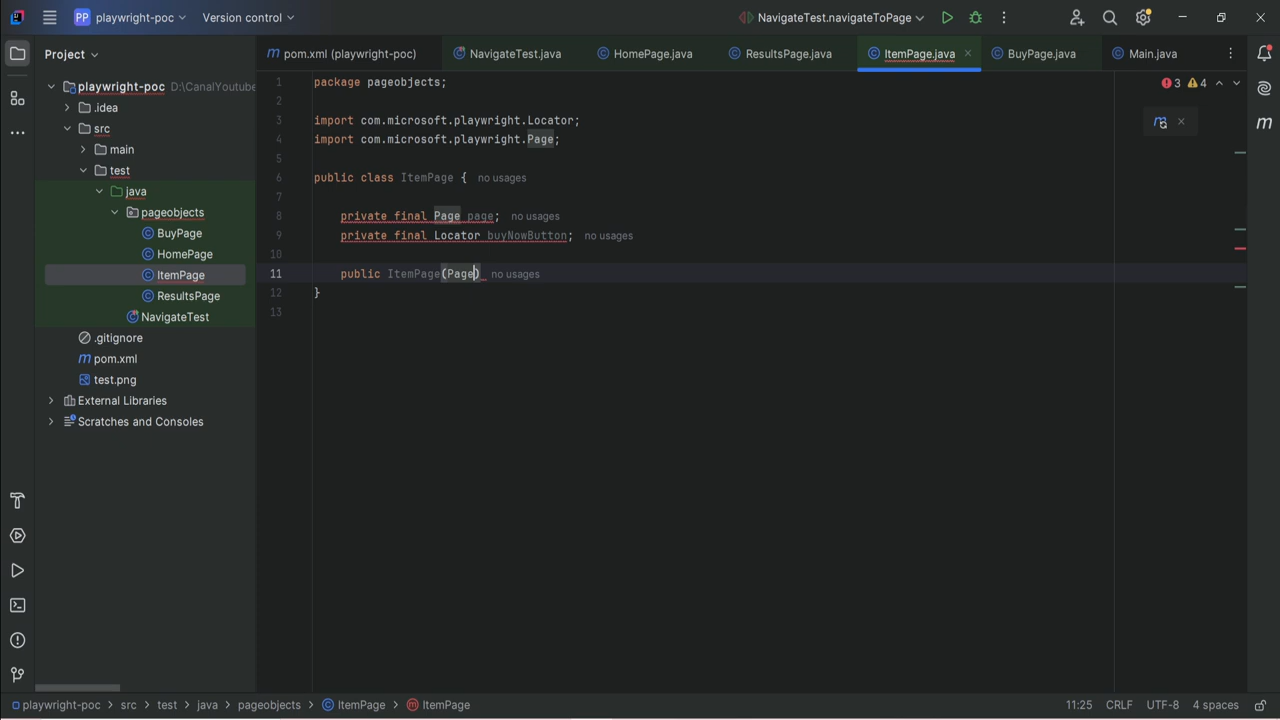 PP playwright-poc Version control NavigateTest.navigateToPage
Project pom.xml (playwright-poc) NavigateTest.java HomePage.java ResultsPage.java ItemPage.java BuyPage.java Main.java
playwright-poc D:\CanalYoutube
.idea
src
main
test
java
pageobjects
BuyPage
HomePage
ItemPage
ResultsPage
NavigateTest
.gitignore
pom.xml
test.png
External Libraries
Scratches and Consoles
3 4
1 package pageobjects;
2
3 import com.microsoft.playwright.Locator;
4 import com.microsoft.playwright.Page;
5
6 public class ItemPage { no usages
7
8 private final Page page; no usages
9 private final Locator buyNowButton; no usages
10
11 public ItemPage(Page) no usages
12 }
13
playwright-poc > src > test > java > pageobjects > ItemPage > ItemPage 11:25 CRLF UTF-8 4 spaces